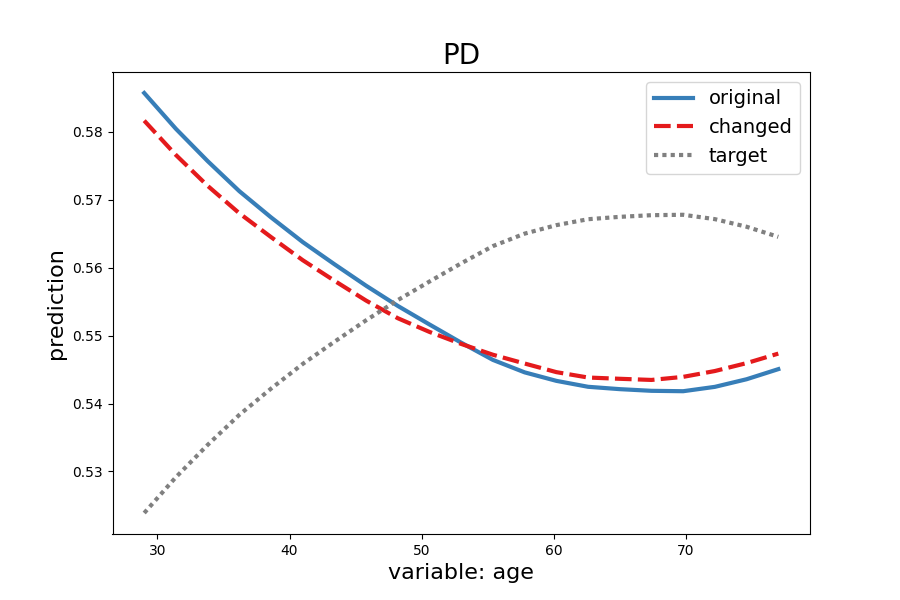 PD
original
changed
target
0.58
0.57
0.56
0.55
0.54
0.53
prediction
30 40 50 60 70
variable: age